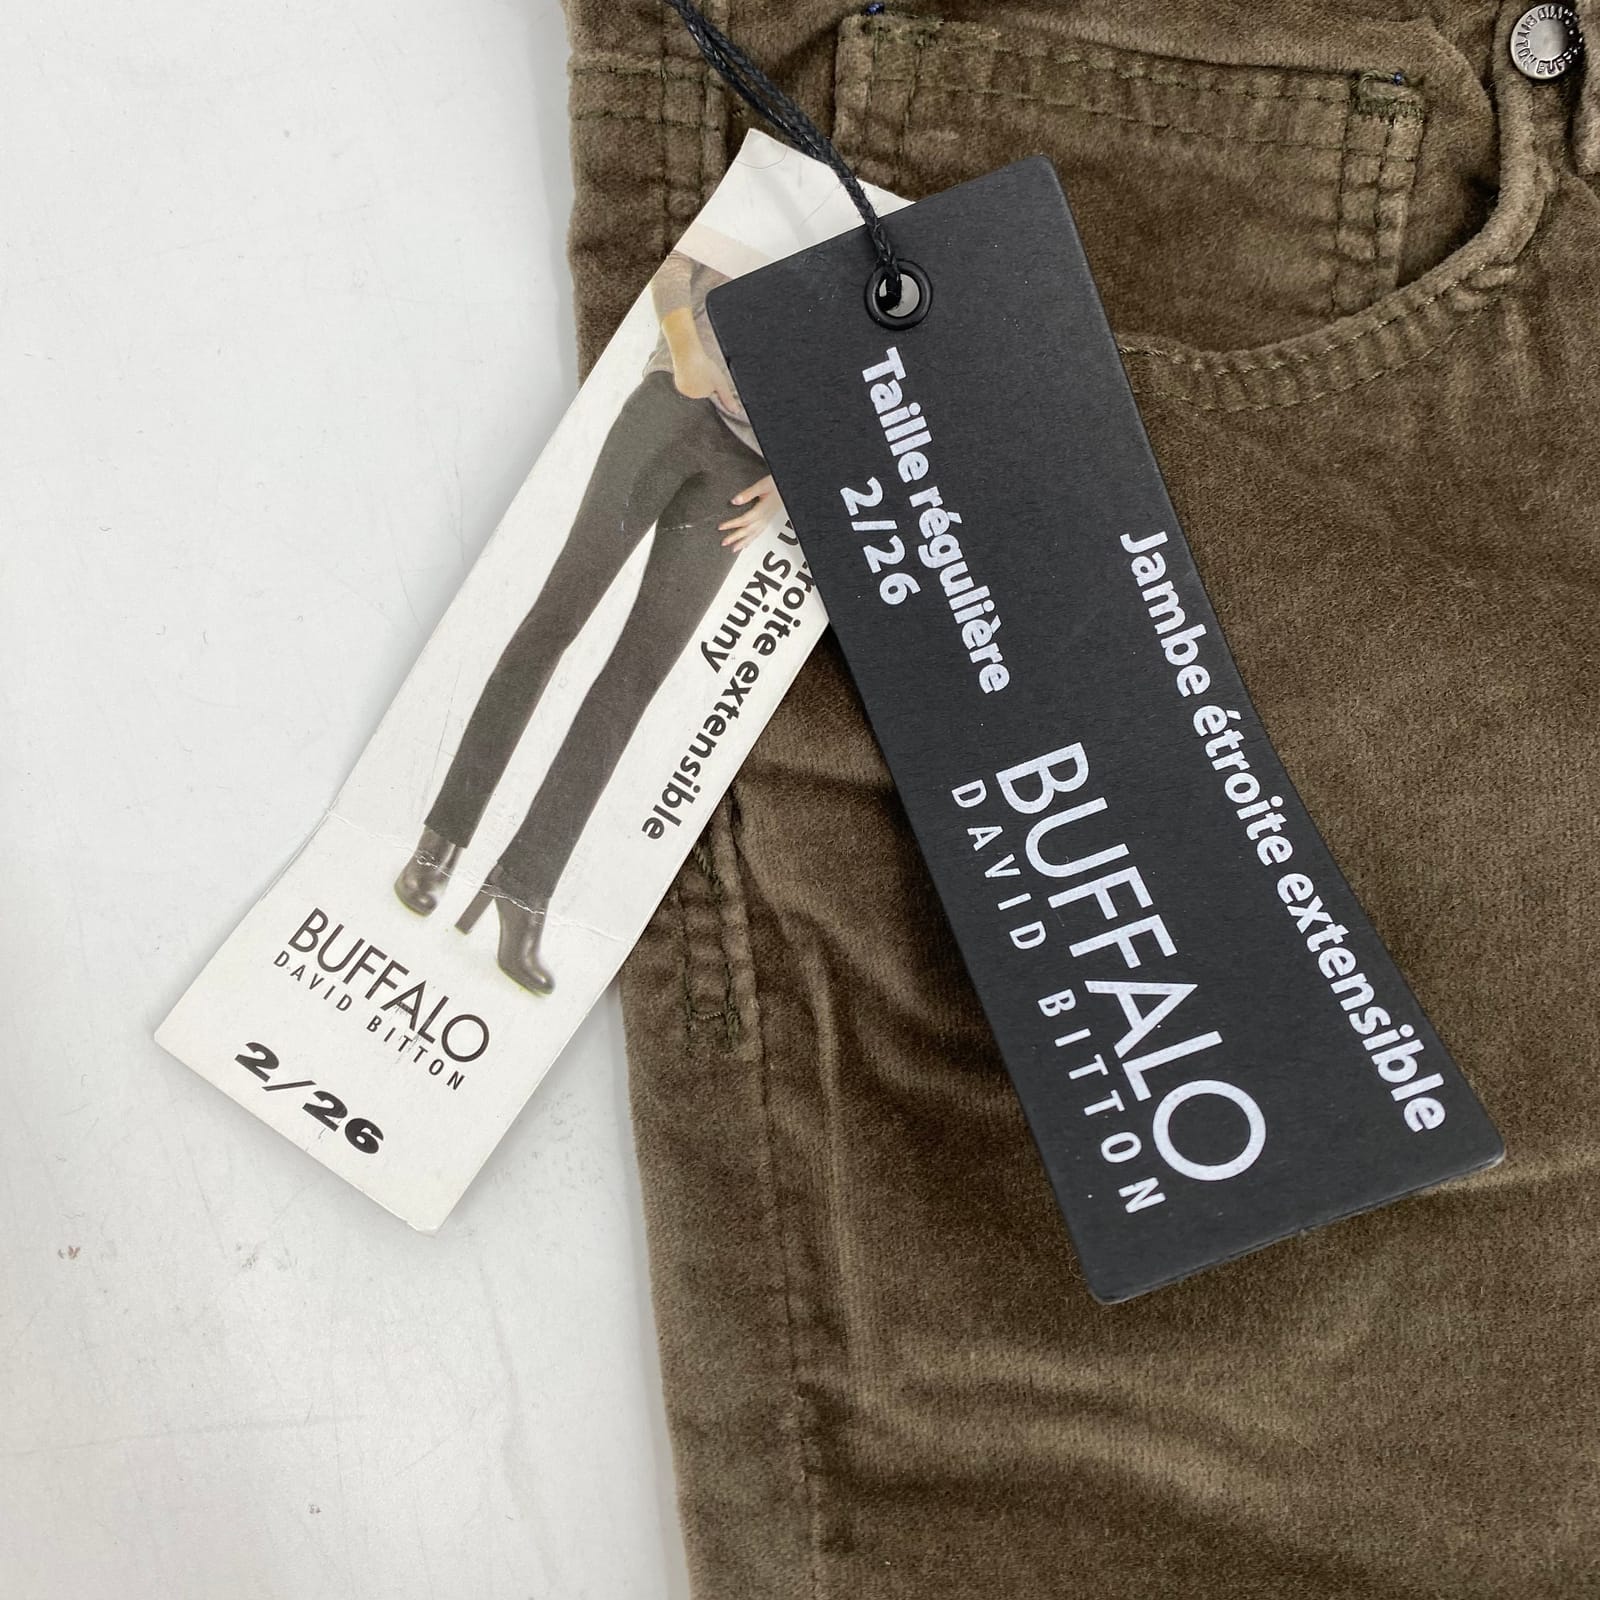 Taille régulière
2/26
Jambe étroite extensible
BUFFALO
DAVID BITTON
extensible
Skinny
BUFFALO
DAVID BITTON
2/26